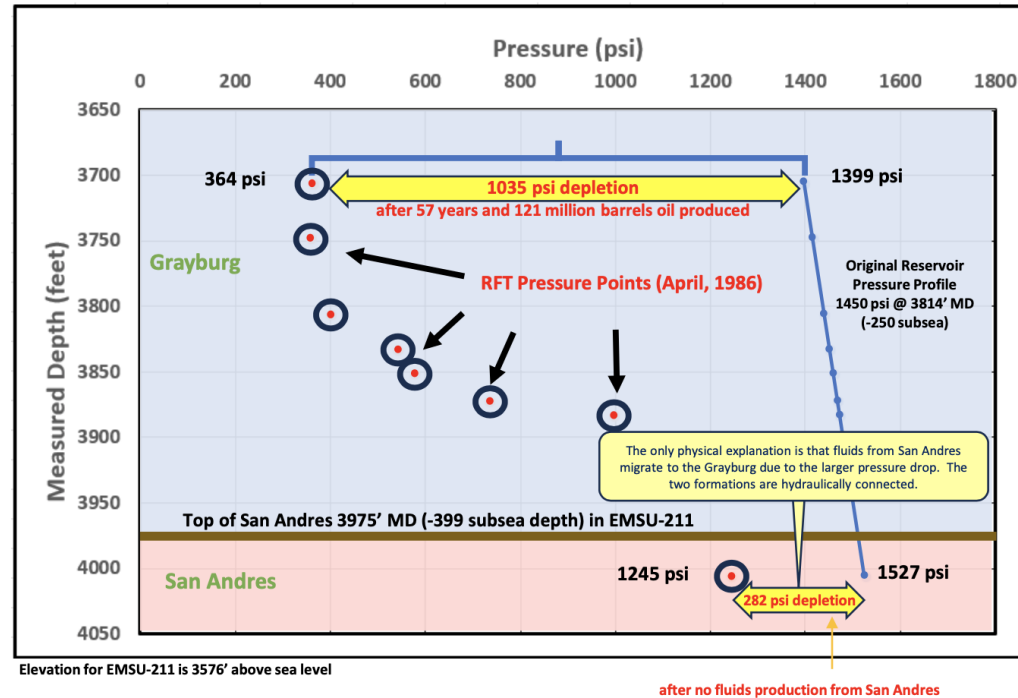 Pressure (psi)
0 200 400 600 800 1000 1200 1400 1600 1800
Measured Depth (feet)
3650
3700
3750
3800
3850
3900
3950
4000
4050
364 psi
1035 psi depletion
after 57 years and 121 million barrels oil produced
1399 psi
Grayburg
RFT Pressure Points (April, 1986)
Original Reservoir
Pressure Profile
1450 psi @ 3814’ MD
(-250 subsea)
The only physical explanation is that fluids from San Andres
migrate to the Grayburg due to the larger pressure drop. The
two formations are hydraulically connected.
Top of San Andres 3975’ MD (-399 subsea depth) in EMSU-211
San Andres
1245 psi
1527 psi
282 psi depletion
Elevation for EMSU-211 is 3576’ above sea level
after no fluids production from San Andres